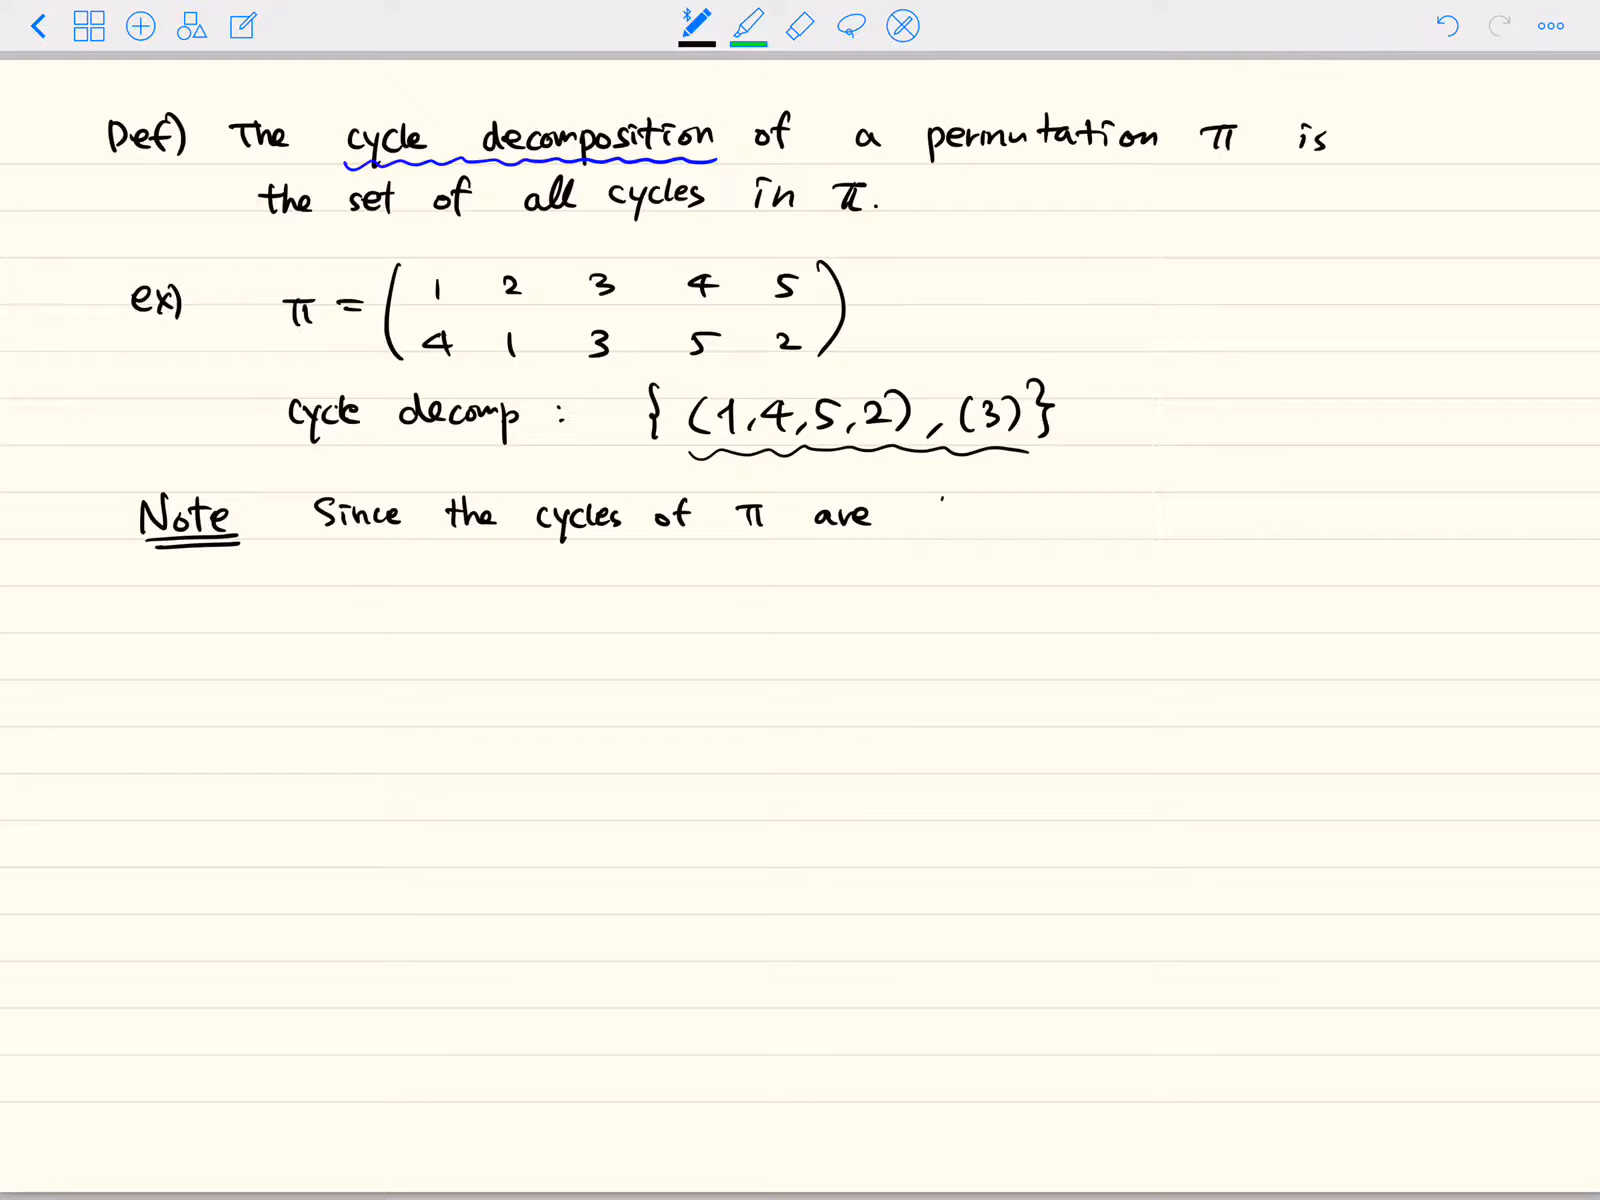 Def) The cycle decomposition of a permutation π is
the set of all cycles in π.
ex) π = ( 1 2 3 4 5
4 1 3 5 2 )
cycle decomp : { (1,4,5,2) , (3) }
Note Since the cycles of π are